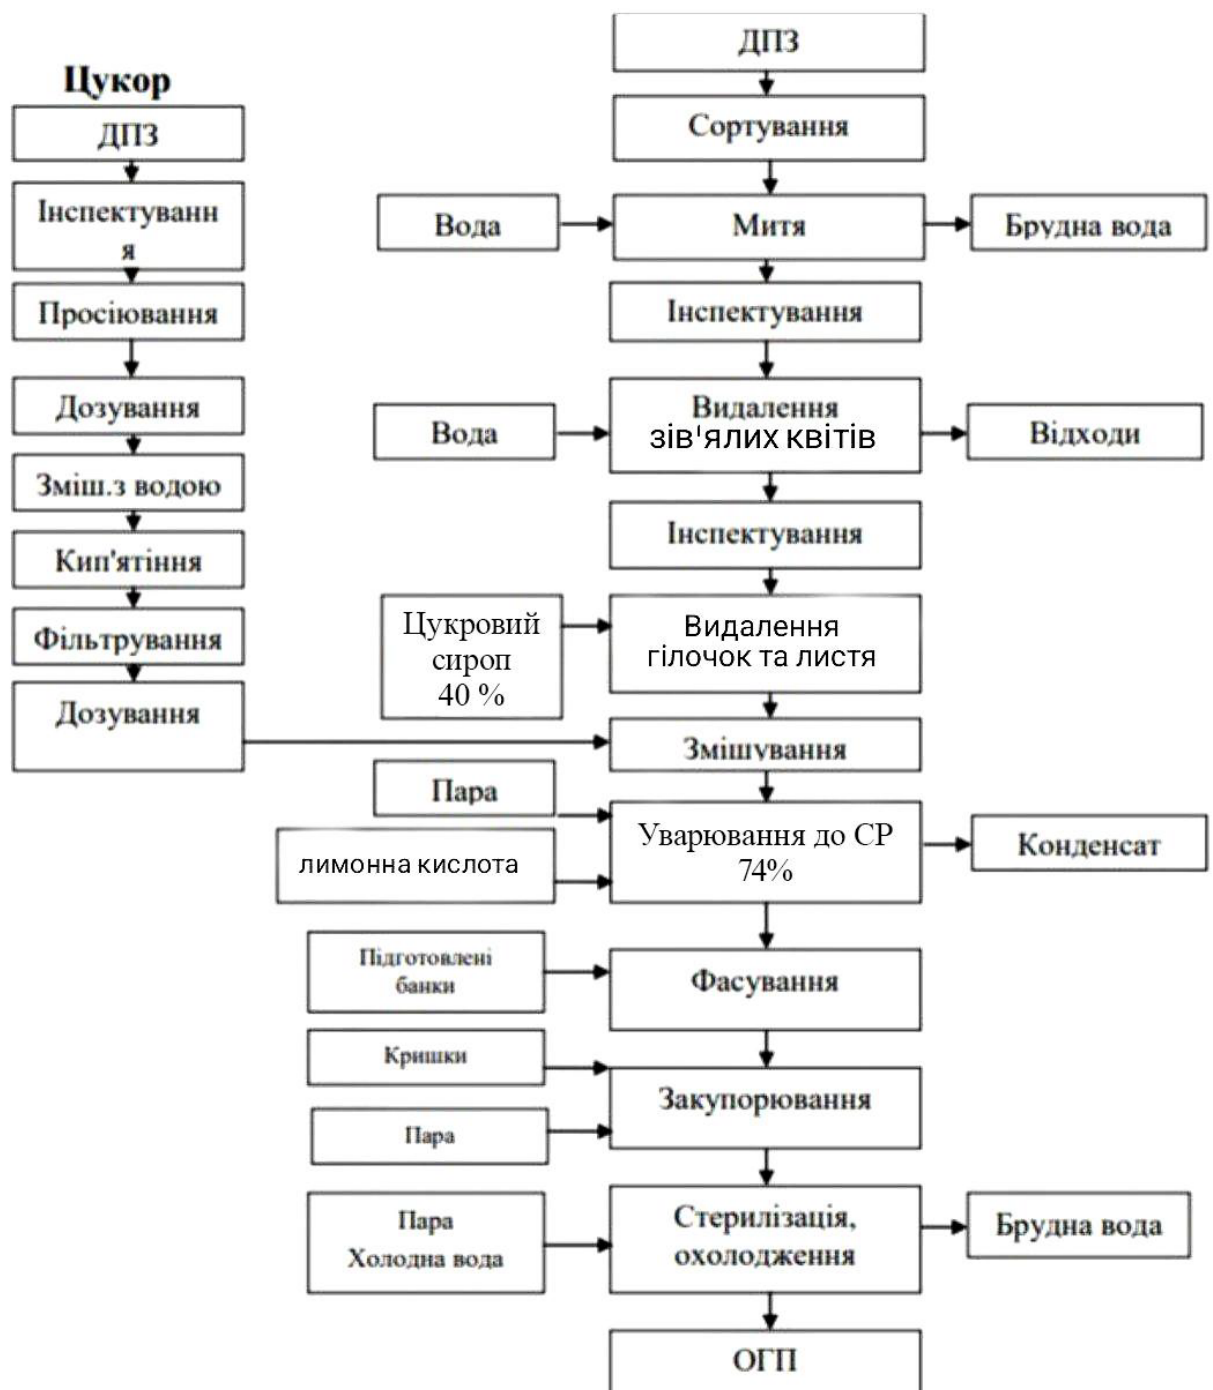 Цукор
ДПЗ
Інспектуванн
я
Просіювання
Дозування
Зміш.з водою
Кип'ятіння
Фільтрування
Дозування
ДПЗ
Сортування
Вода
Митя
Брудна вода
Інспектування
Вода
Видалення
зів'ялих квітів
Відходи
Інспектування
Цукровий
сироп
40 %
Видалення
гілочок та листя
Змішування
Пара
лимонна кислота
Уварювання до СР
74%
Конденсат
Підготовлені
банки
Фасування
Кришки
Пара
Закупорювання
Пара
Холодна вода
Стерилізація,
охолодження
Брудна вода
ОГП